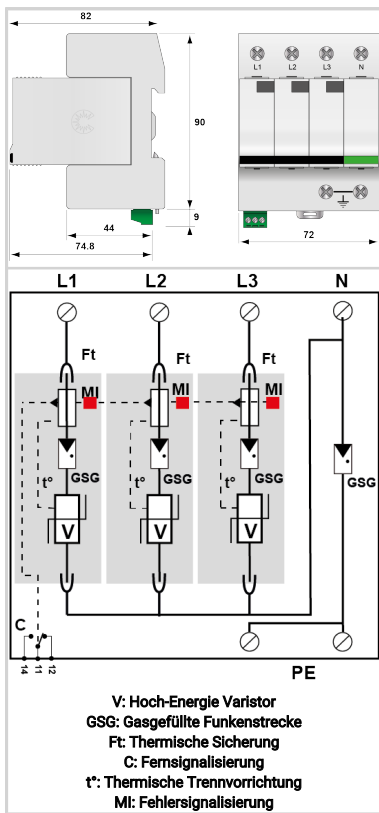 82
L1 L2 L3 N
90
9
44
74.8
72
L1 L2 L3 N
Ft Ft Ft
MI MI MI
GSG GSG GSG GSG
t° t° t°
V V V
C
14 11 12
PE
V: Hoch-Energie Varistor
GSG: Gasgefüllte Funkenstrecke
Ft: Thermische Sicherung
C: Fernsignalisierung
t°: Thermische Trennvorrichtung
MI: Fehlersignalisierung